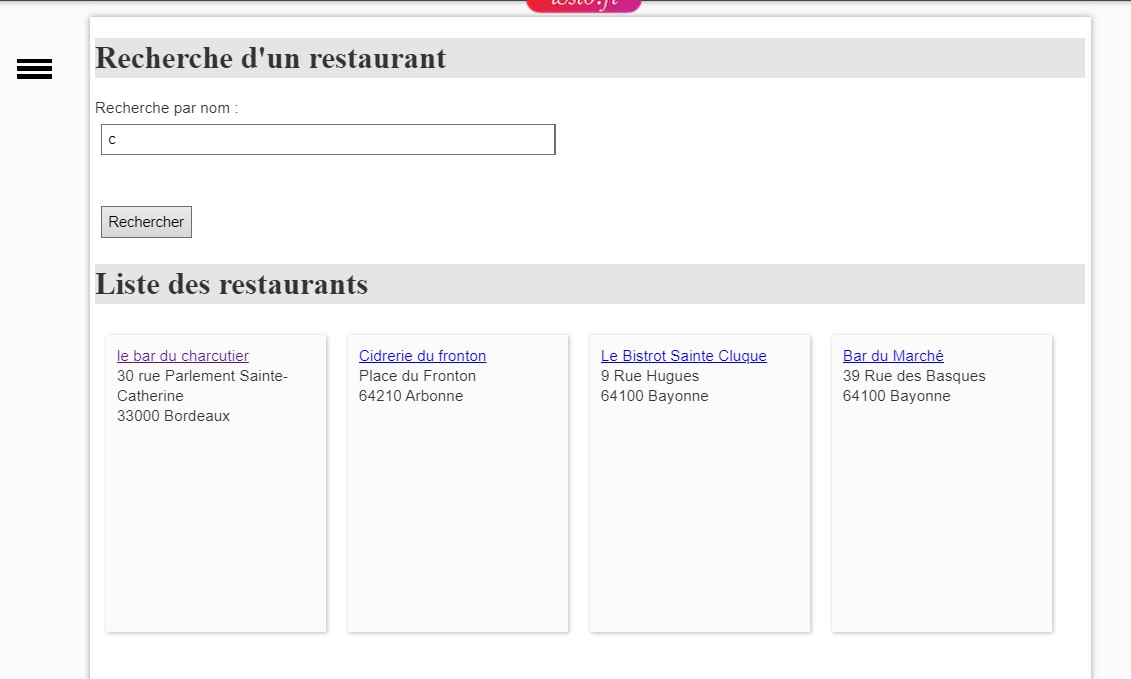 Recherche d'un restaurant
Recherche par nom :
c
Rechercher
Liste des restaurants
le bar du charcutier
30 rue Parlement Sainte-
Catherine
33000 Bordeaux
Cidrerie du fronton
Place du Fronton
64210 Arbonne
Le Bistrot Sainte Cluque
9 Rue Hugues
64100 Bayonne
Bar du Marché
39 Rue des Basques
64100 Bayonne